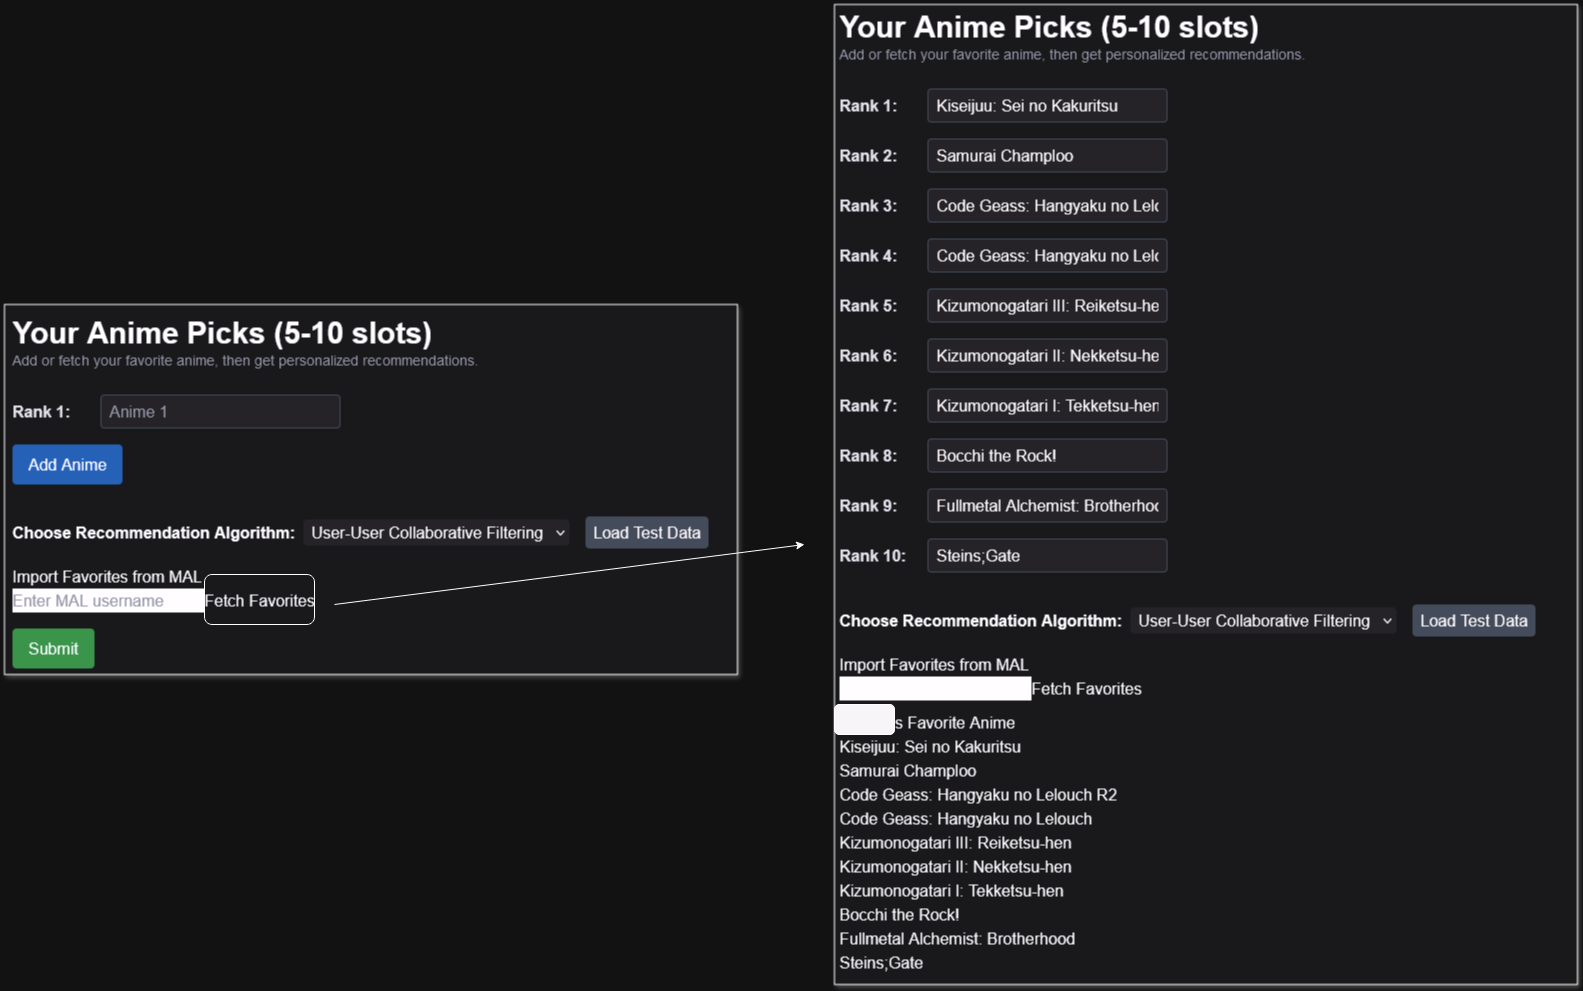 Your Anime Picks (5-10 slots)
Add or fetch your favorite anime, then get personalized recommendations.
Rank 1: Anime 1
Add Anime
Choose Recommendation Algorithm: User-User Collaborative Filtering Load Test Data
Import Favorites from MAL
Enter MAL username Fetch Favorites
Submit
Your Anime Picks (5-10 slots)
Add or fetch your favorite anime, then get personalized recommendations.
Rank 1: Kiseijuu: Sei no Kakuritsu
Rank 2: Samurai Champloo
Rank 3: Code Geass: Hangyaku no Lelo
Rank 4: Code Geass: Hangyaku no Lelo
Rank 5: Kizumonogatari III: Reiketsu-he
Rank 6: Kizumonogatari II: Nekketsu-he
Rank 7: Kizumonogatari I: Tekketsu-hen
Rank 8: Bocchi the Rock!
Rank 9: Fullmetal Alchemist: Brotherhoo
Rank 10: Steins;Gate
Choose Recommendation Algorithm: User-User Collaborative Filtering Load Test Data
Import Favorites from MAL
Fetch Favorites
s Favorite Anime
Kiseijuu: Sei no Kakuritsu
Samurai Champloo
Code Geass: Hangyaku no Lelouch R2
Code Geass: Hangyaku no Lelouch
Kizumonogatari III: Reiketsu-hen
Kizumonogatari II: Nekketsu-hen
Kizumonogatari I: Tekketsu-hen
Bocchi the Rock!
Fullmetal Alchemist: Brotherhood
Steins;Gate